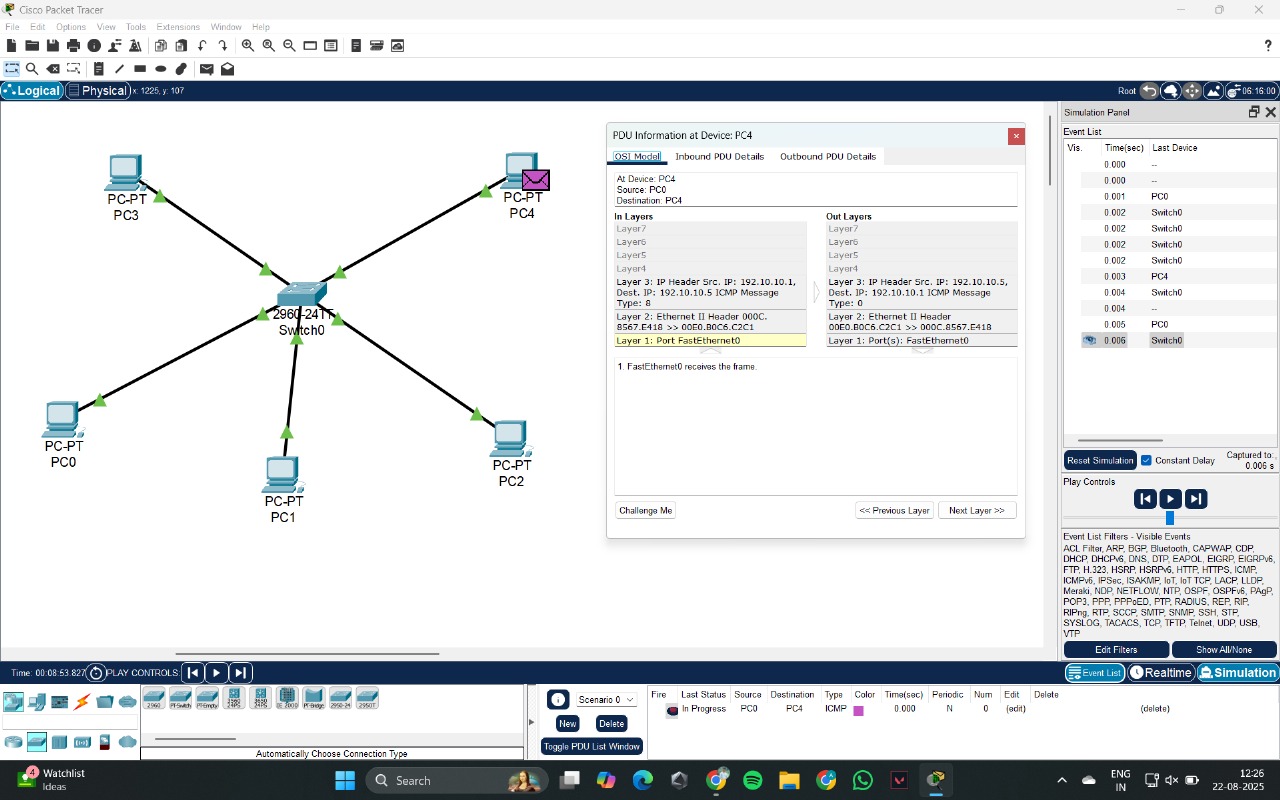 Cisco Packet Tracer
File Edit Options View Tools Extensions Window Help
?
Logical Physical x: 1225, y: 107 Root 06:16:00
PC-PT
PC3
PC-PT
PC4
2960-24TT
Switch0
PC-PT
PC0
PC-PT
PC1
PC-PT
PC2
PDU Information at Device: PC4
OSI Model Inbound PDU Details Outbound PDU Details
At Device: PC4
Source: PC0
Destination: PC4
In Layers
Layer7
Layer6
Layer5
Layer4
Layer 3: IP Header Src. IP: 192.10.10.1,
Dest. IP: 192.10.10.5 ICMP Message
Type: 8
Layer 2: Ethernet II Header 000C.
8567.E418 >> 00E0.B0C6.C2C1
Layer 1: Port FastEthernet0
Out Layers
Layer7
Layer6
Layer5
Layer4
Layer 3: IP Header Src. IP: 192.10.10.5,
Dest. IP: 192.10.10.1 ICMP Message
Type: 0
Layer 2: Ethernet II Header
00E0.B0C6.C2C1 >> 000C.8567.E418
Layer 1: Port(s): FastEthernet0
1. FastEthernet0 receives the frame.
Challenge Me << Previous Layer Next Layer >>
Simulation Panel
Event List
Vis. Time(sec) Last Device
0.000 --
0.000 --
0.001 PC0
0.002 Switch0
0.002 Switch0
0.002 Switch0
0.002 Switch0
0.003 PC4
0.004 Switch0
0.004 --
0.005 PC0
0.006 Switch0
Reset Simulation Constant Delay Captured to:
0.006 s
Play Controls
Event List Filters - Visible Events
ACL Filter, ARP, BGP, Bluetooth, CAPWAP, CDP,
DHCP, DHCPv6, DNS, DTP, EAPOL, EIGRP, EIGRPv6,
FTP, H.323, HSRP, HSRPv6, HTTP, HTTPS, ICMP,
ICMPv6, IPSec, ISAKMP, IoT, IoT TCP, LACP, LLDP,
Meraki, NDP, NETFLOW, NTP, OSPF, OSPFv6, PAgP,
POP3, PPP, PPPoED, PTP, RADIUS, REP, RIP,
RIPng, RTP, SCCP, SMTP, SNMP, SSH, STP,
SYSLOG, TACACS, TCP, TFTP, Telnet, UDP, USB,
VTP
Edit Filters Show All/None
Time: 00:08:53.827 PLAY CONTROLS: Event List Realtime Simulation
2960 PT-Switch PT-Empty IE 2000 PT-Bridge 2950-24 2950T
Automatically Choose Connection Type
Scenario 0
New Delete
Toggle PDU List Window
Fire Last Status Source Destination Type Color Time(sec) Periodic Num Edit Delete
In Progress PC0 PC4 ICMP 0.000 N 0 (edit) (delete)
4 Watchlist
Ideas
Search
ENG
IN
12:26
22-08-2025